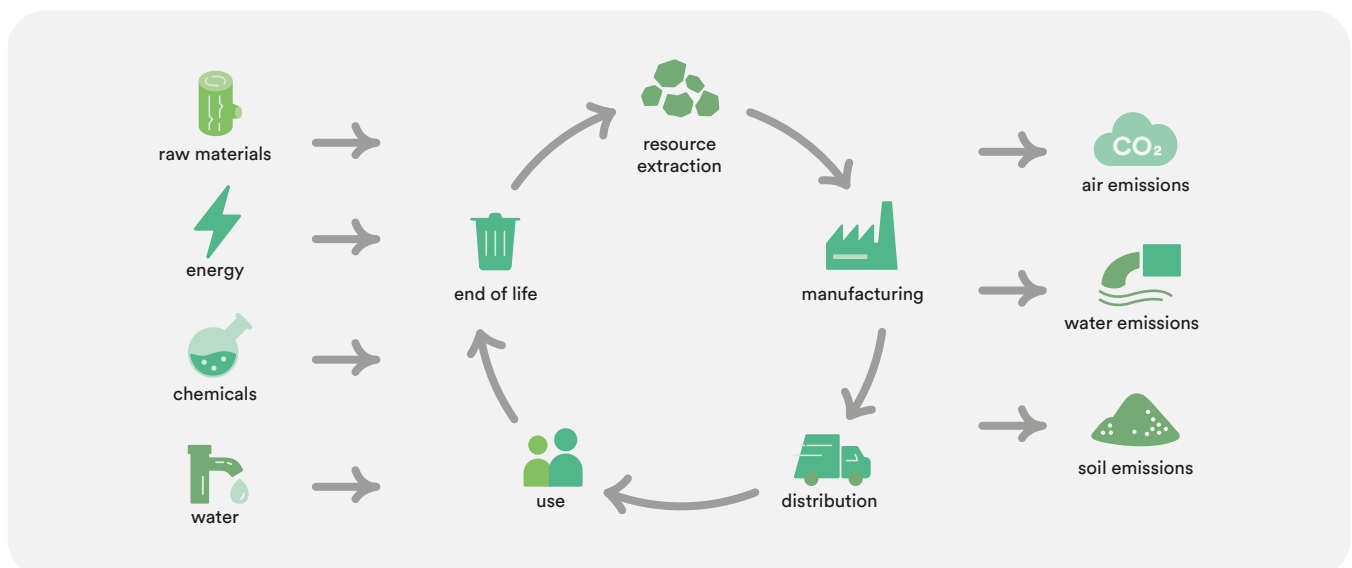 raw materials
energy
chemicals
water
resource
extraction
manufacturing
distribution
use
end of life
CO₂
air emissions
water emissions
soil emissions